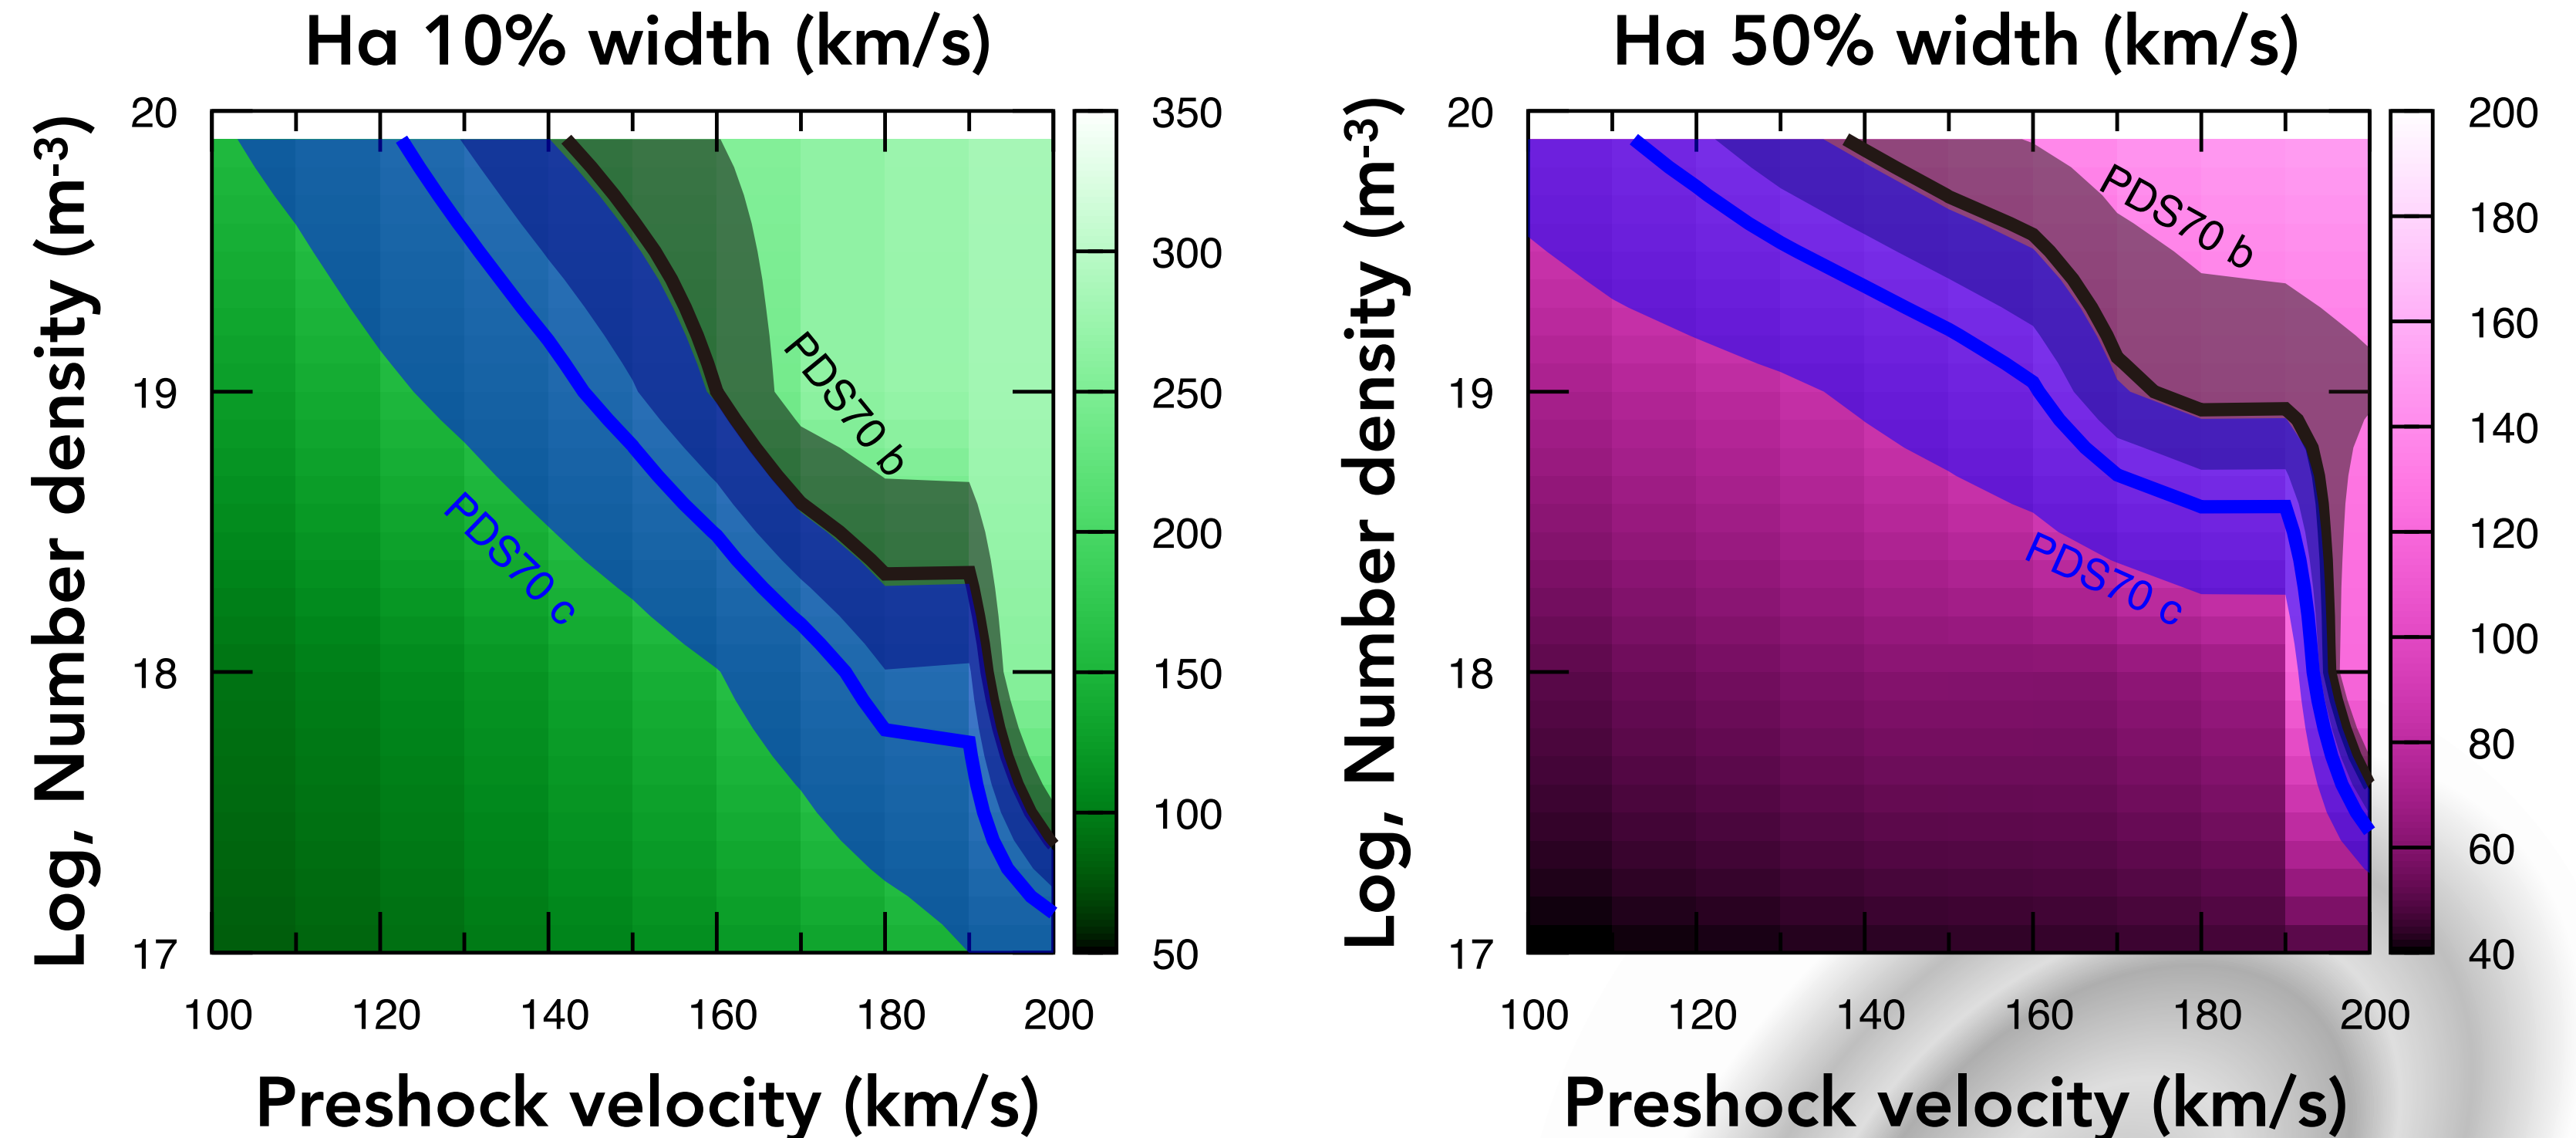 Ha 10% width (km/s)
20
19
18
17
Log, Number density (m-3)
100 120 140 160 180 200
Preshock velocity (km/s)
PDS70 b
PDS70 c
350
300
250
200
150
100
50
Ha 50% width (km/s)
20
19
18
17
Log, Number density (m-3)
100 120 140 160 180 200
Preshock velocity (km/s)
PDS70 b
PDS70 c
200
180
160
140
120
100
80
60
40